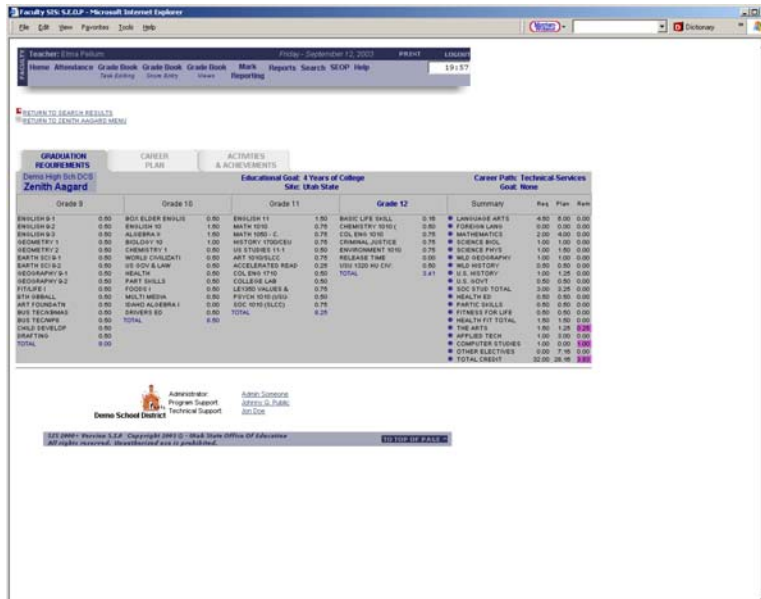 Faculty SIS: S.E.O.P - Microsoft Internet Explorer
File Edit View Favorites Tools Help
Dictionary
FACULTY
Teacher: Elma Pellum Friday - September 12, 2003 PRINT LOGOUT
Home Attendance Grade Book Grade Book Grade Book Mark Reports Search SEOP Help 19:57
Task Editing Score Entry Views Reporting
RETURN TO SEARCH RESULTS
RETURN TO ZENITH AAGARD MENU
GRADUATION REQUIREMENTS
CAREER PLAN
ACTIVITIES & ACHIEVEMENTS
Demo High Sch DCS Educational Goal: 4 Years of College Career Path: Technical-Services
Zenith Aagard Site: Utah State Goal: None
Grade 9
ENGLISH 9-1 0.50
ENGLISH 9-2 0.50
ENGLISH 9-3 0.50
GEOMETRY 1 0.50
GEOMETRY 2 0.50
EARTH SCI 9-1 0.50
EARTH SCI 9-2 0.50
GEOGRAPHY 9-1 0.50
GEOGRAPHY 9-2 0.50
FIT/LIFE I 0.50
9TH GBBALL 0.50
ART FOUNDATN 0.50
BUS TEC/KBMAS 0.50
BUS TEC/WPB 0.50
CHILD DEVELOP 0.50
DRAFTING 0.50
TOTAL 8.00
Grade 10
BOX ELDER ENGLIS 0.50
ENGLISH 10 1.50
ALGEBRA II 1.50
BIOLOGY 10 1.00
CHEMISTRY 1 0.50
WORLD CIVILIZATI 0.50
US GOV & LAW 0.50
HEALTH 0.50
PART SKILLS 0.50
FOODS I 0.50
MULTI MEDIA 0.50
IDAHO ALGEBRA I 0.00
DRIVERS ED 0.50
TOTAL 8.50
Grade 11
ENGLISH 11 1.50
MATH 1010 0.75
MATH 1050 - C. 0.75
HISTORY 1700/CEU 0.75
US STUDIES 11-1 0.50
ART 1010/SLCC 0.75
ACCELERATED READ 0.25
COL ENG 1710 0.50
COLLEGE LAW 0.50
LE1350 VALUES & 0.75
PSYCH 1010 (USU 0.50
SOC 1010 (SLCC) 0.75
TOTAL 8.25
Grade 12
BASIC LIFE SKILL 0.16
CHEMISTRY 1010 ( 0.50
COL ENG 1010 0.75
CRIMINAL JUSTICE 0.75
ENVIRONMENT 1010 0.75
RELEASE TIME 0.00
USU 1320 HU CIV: 0.50
TOTAL 3.41
Summary Req Plan Rem
LANGUAGE ARTS 4.50 5.00 0.00
FOREIGN LANG 0.00 0.00 0.00
MATHEMATICS 2.00 4.00 0.00
SCIENCE BIOL 1.00 1.00 0.00
SCIENCE PHYS 1.00 1.50 0.00
WLD GEOGRAPHY 1.00 1.00 0.00
WLD HISTORY 0.50 0.50 0.00
U.S. HISTORY 1.00 1.25 0.00
U.S. GOVT 0.50 0.50 0.00
SOC STUD TOTAL 3.00 3.25 0.00
HEALTH ED 0.50 0.50 0.00
PARTIC SKILLS 0.50 0.50 0.00
FITNESS FOR LIFE 0.50 0.50 0.00
HEALTH FIT TOTAL 1.50 1.50 0.00
THE ARTS 1.50 1.25 0.25
APPLIED TECH 1.00 3.00 0.00
COMPUTER STUDIES 1.00 0.00 1.00
OTHER ELECTIVES 0.00 7.16 0.00
TOTAL CREDIT 32.00 28.16
Demo School District
Administrator: Admin Someone
Program Support: Johnny G. Public
Technical Support: Jon Doe
SIS 2000+ Version 5.2.0 Copyright 2003 © - Utah State Office Of Education
All rights reserved. Unauthorized use is prohibited.
TO TOP OF PAGE ^